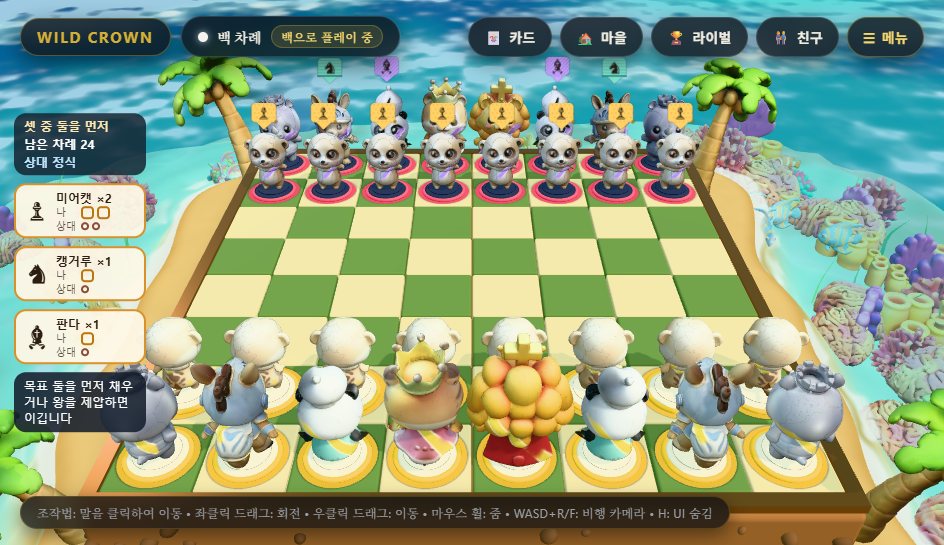 WILD CROWN
백 차례
백으로 플레이 중
카드
마을
라이벌
친구
☰ 메뉴
셋 중 둘을 먼저
남은 차례 24
상대 정식
미어캣 ×2
나
상대
캥거루 ×1
나
상대
판다 ×1
나
상대
목표 둘을 먼저 채우
거나 왕을 제압하면
이깁니다
조작법: 말을 클릭하여 이동 • 좌클릭 드래그: 회전 • 우클릭 드래그: 이동 • 마우스 휠: 줌 • WASD+R/F: 비행 카메라 • H: UI 숨김